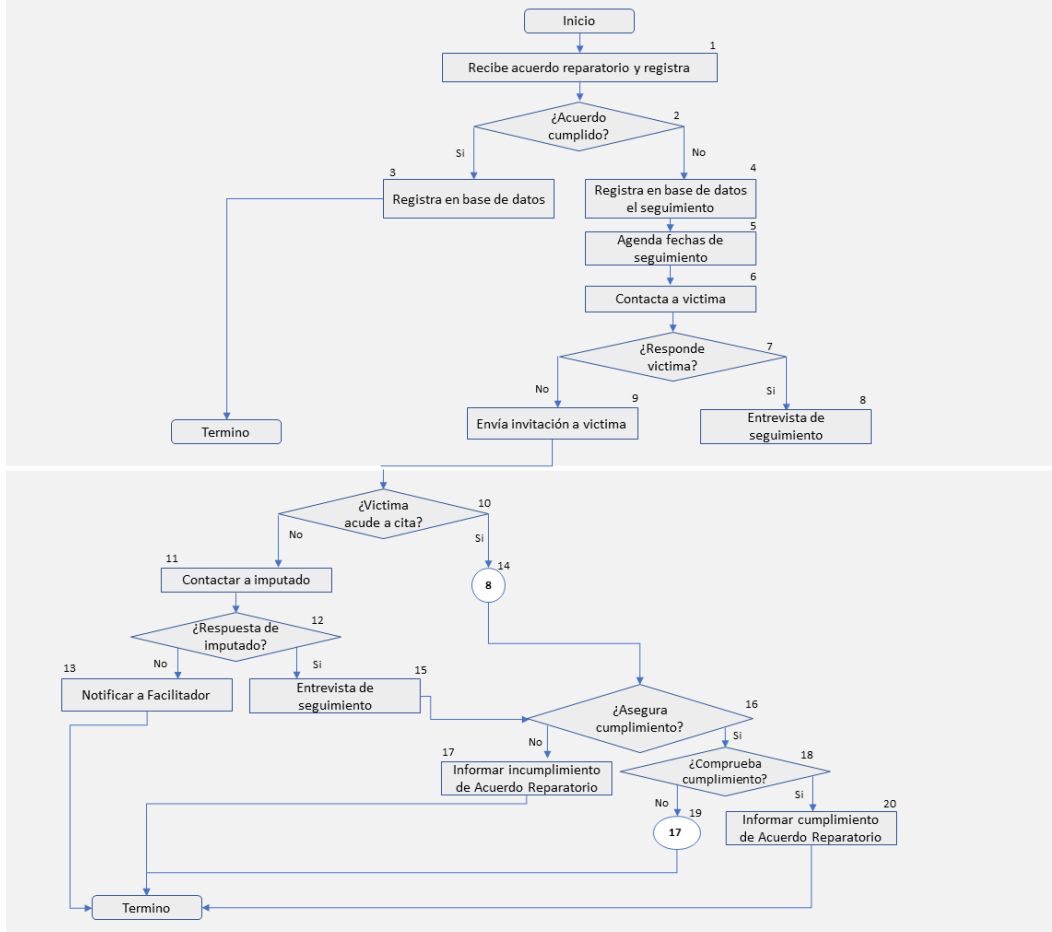 Inicio
1
Recibe acuerdo reparatorio y registra
¿Acuerdo
cumplido?
2
Si
No
3
Registra en base de datos
4
Registra en base de datos
el seguimiento
5
Agenda fechas de
seguimiento
6
Contacta a victima
¿Responde
victima?
7
No
Si
9
Envía invitación a victima
8
Entrevista de
seguimiento
Termino
¿Victima
acude a cita?
10
No
Si
11
Contactar a imputado
14
8
¿Respuesta de
imputado?
12
No
Si
13
Notificar a Facilitador
15
Entrevista de
seguimiento
¿Asegura
cumplimiento?
16
No
Si
17
Informar incumplimiento
de Acuerdo Reparatorio
¿Comprueba
cumplimiento?
18
No
Si
19
17
20
Informar cumplimiento
de Acuerdo Reparatorio
Termino